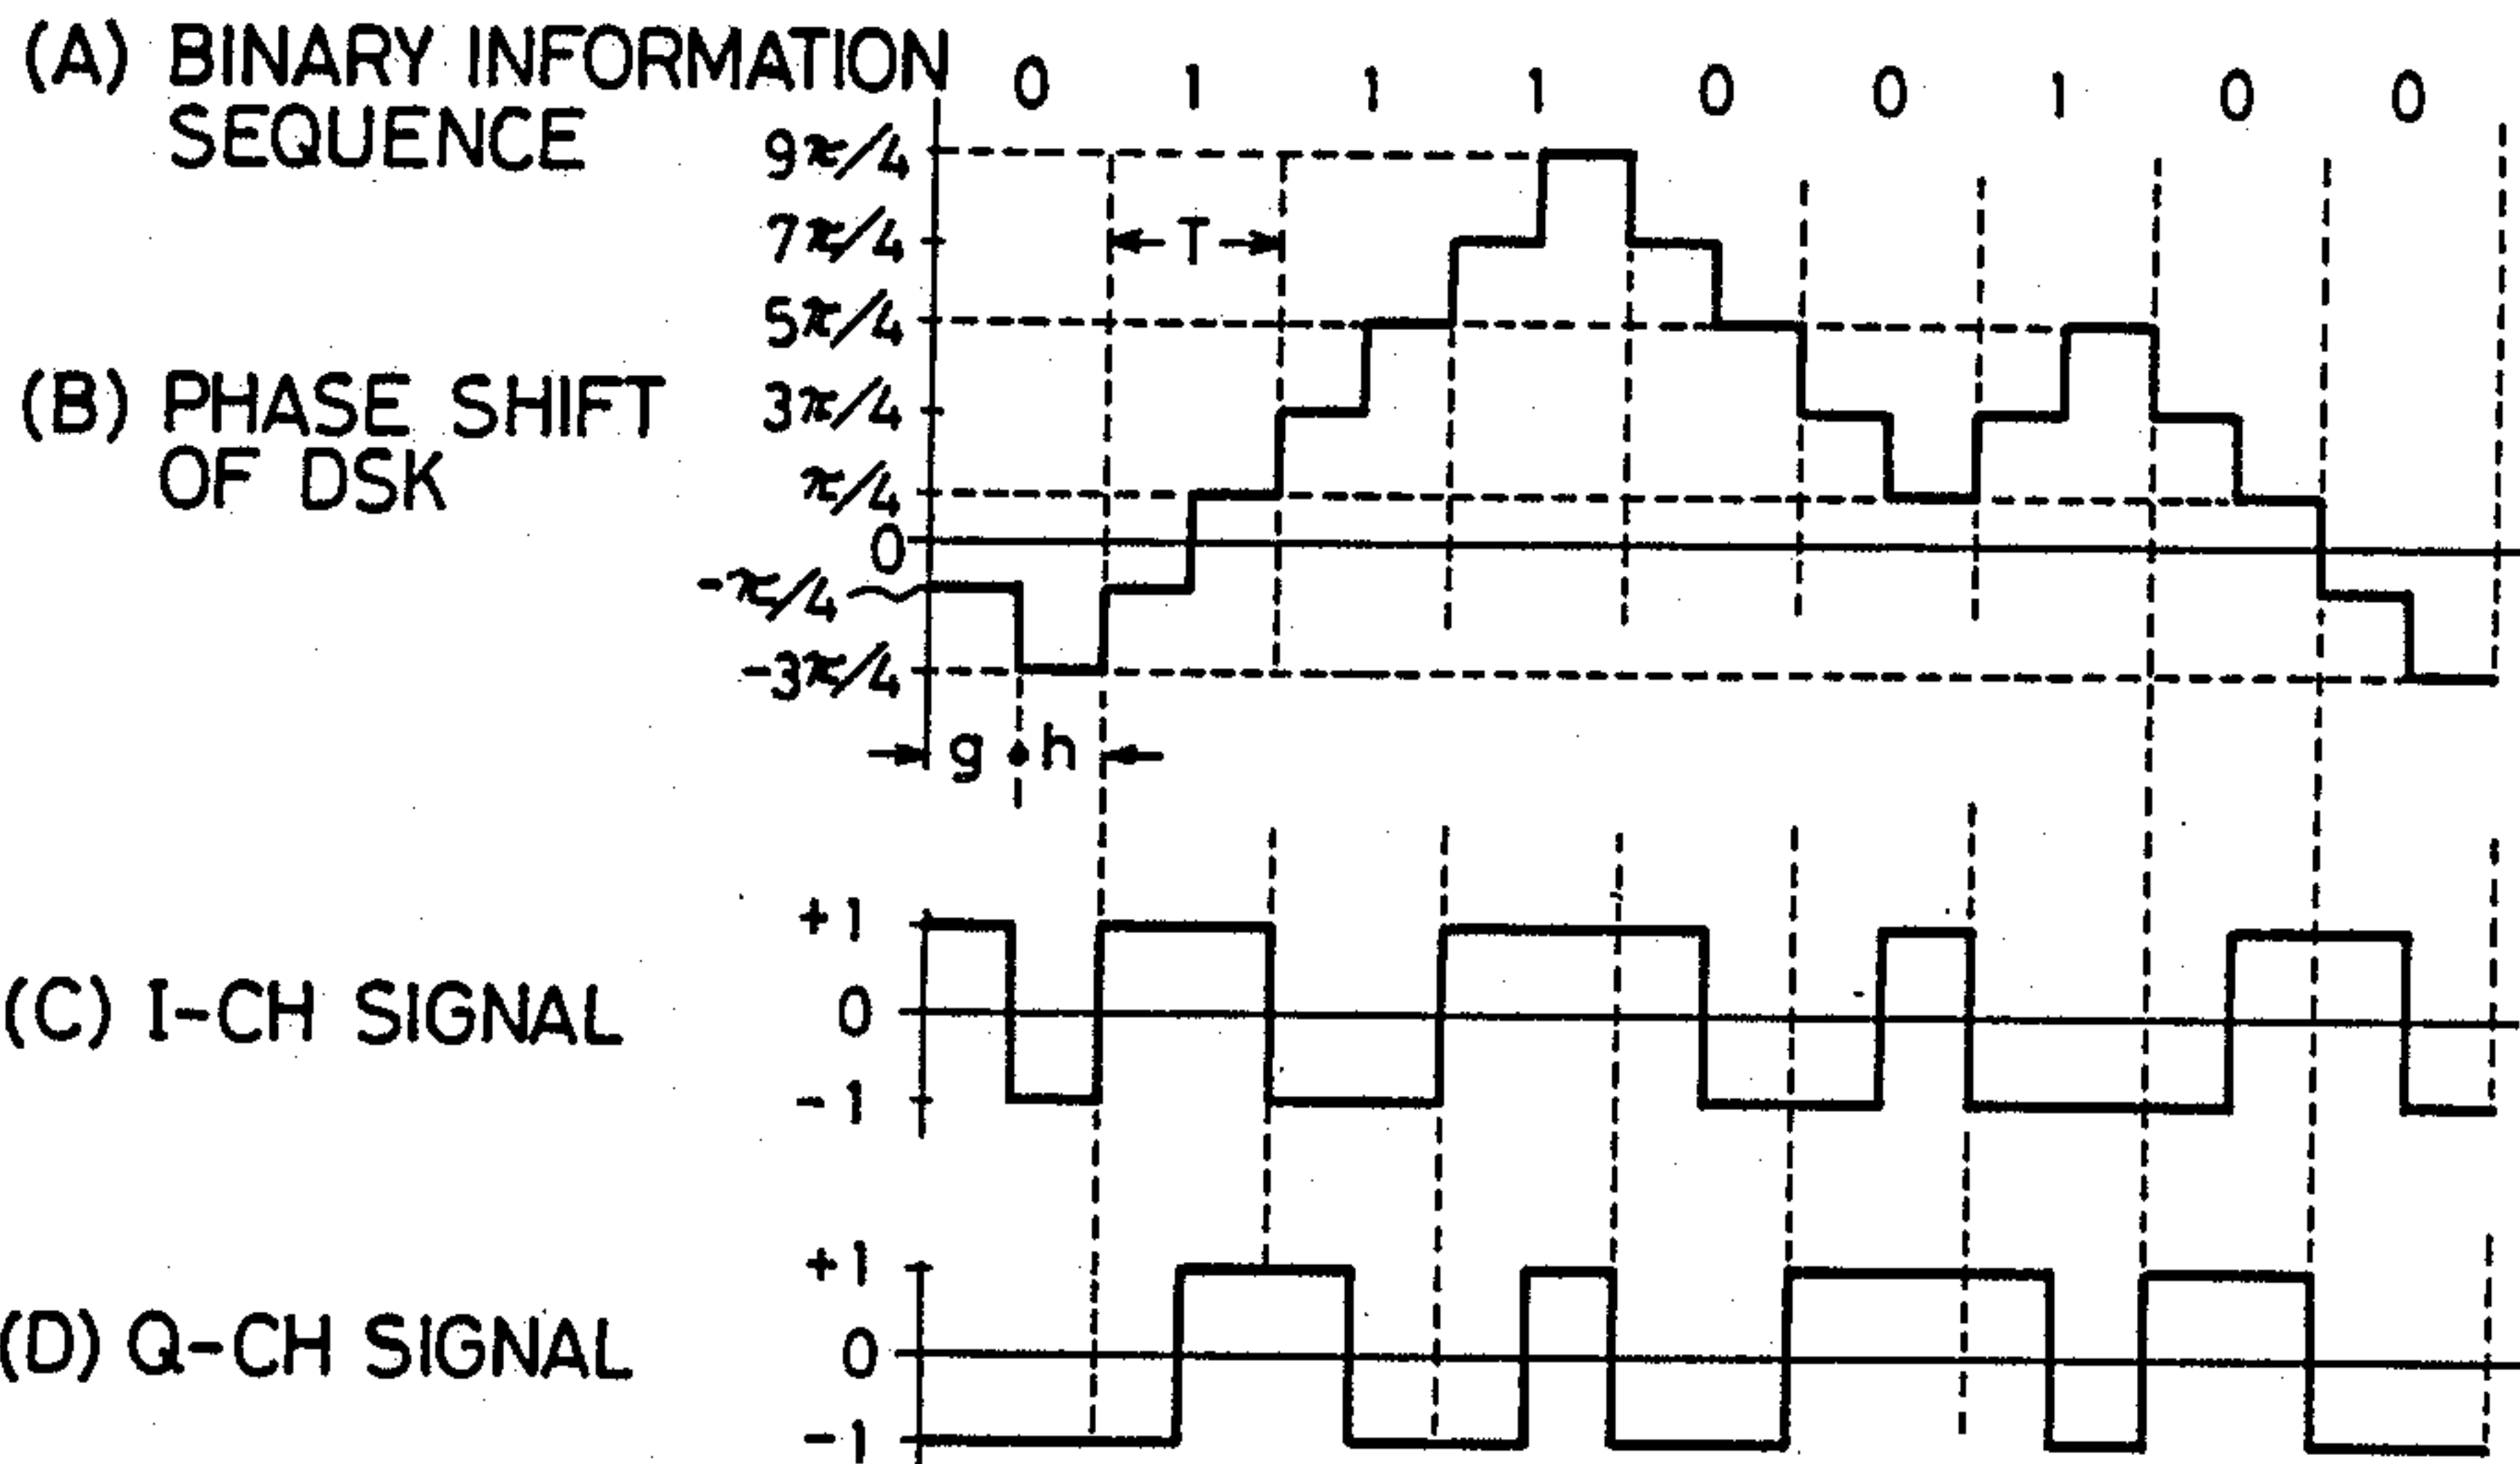 (A) BINARY INFORMATION SEQUENCE
0 1 1 1 0 0 1 0 0
9π/4
7π/4
T
5π/4
3π/4
(B) PHASE SHIFT OF DSK
π/4
0
-π/4
-3π/4
g h
+1
(C) I-CH SIGNAL
0
-1
+1
(D) Q-CH SIGNAL
0
-1